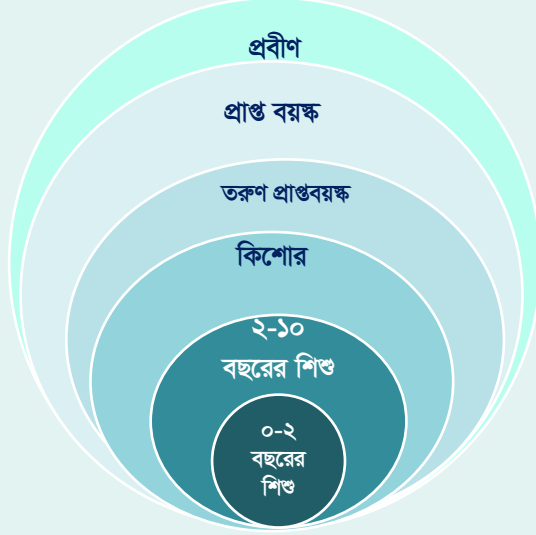 প্রবীণ
প্রাপ্ত বয়স্ক
তরুণ প্রাপ্তবয়স্ক
কিশোর
২-১০
বছরের শিশু
০-২
বছরের
শিশু